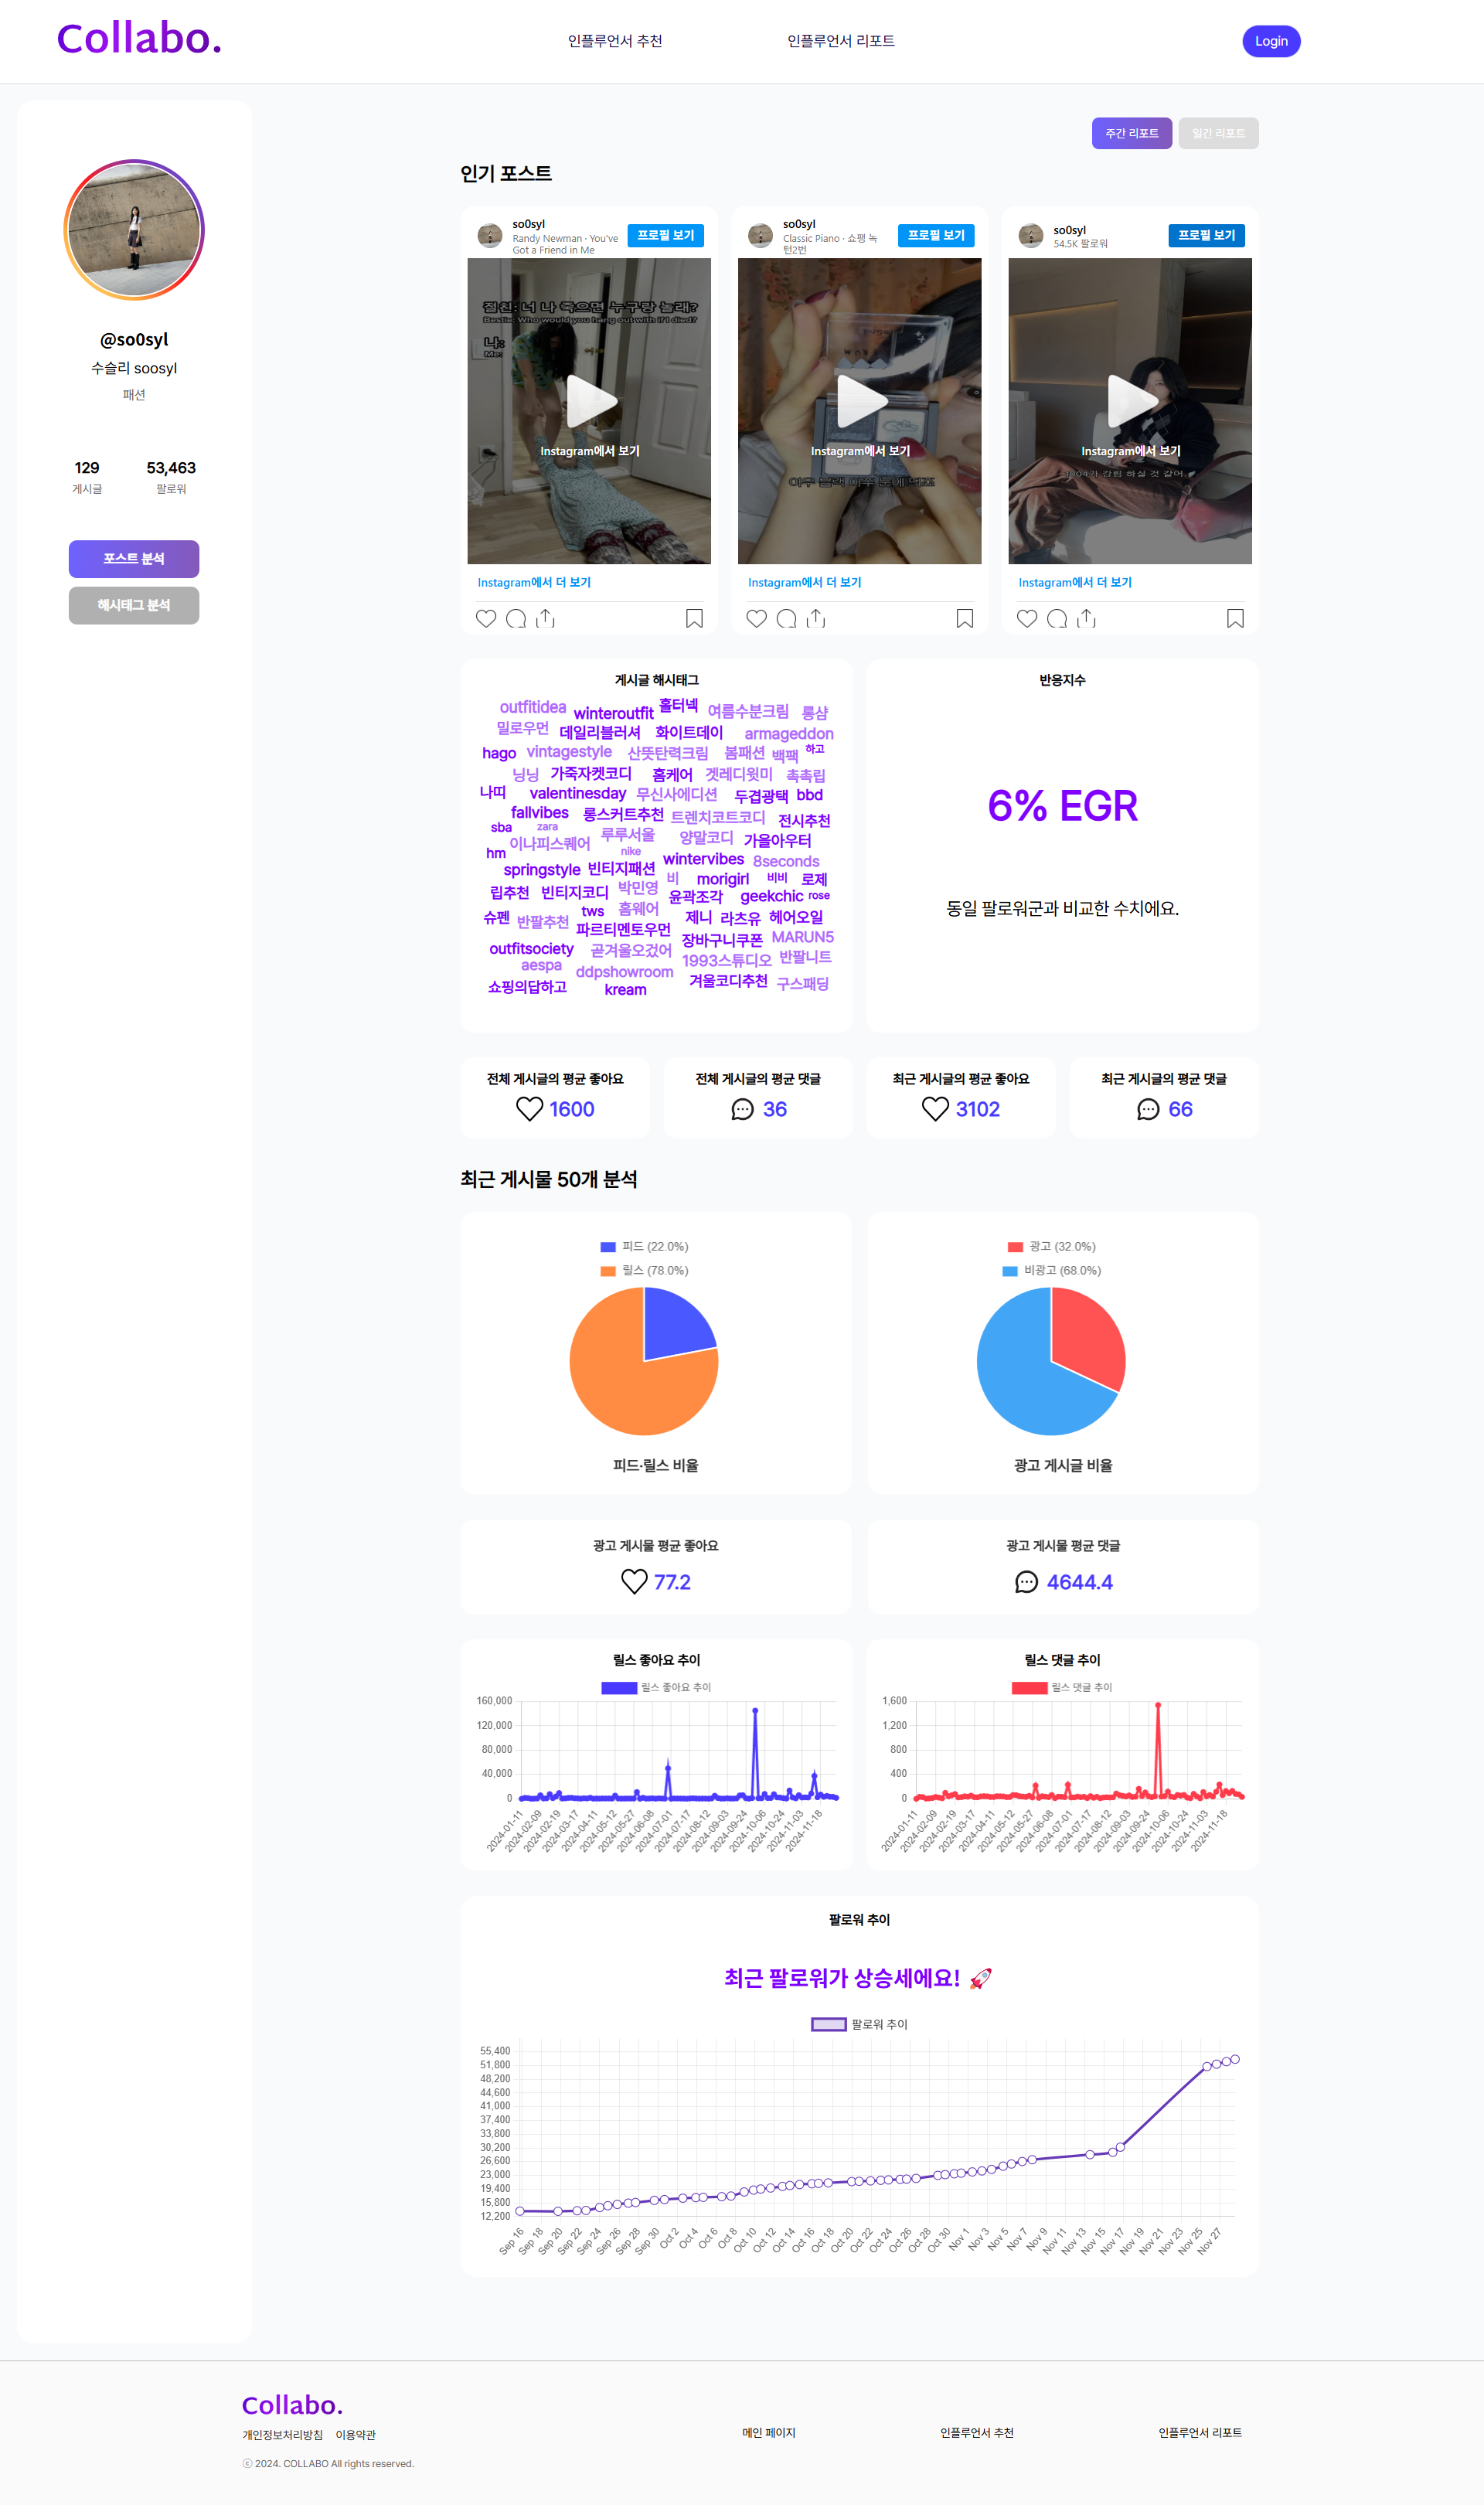 Collabo.
인플루언서 추천
인플루언서 리포트
Login
주간 리포트
일간 리포트
@so0syl
수슬리 soosyl
패션
129
53,463
게시글
팔로워
포스트 분석
해시태그 분석
인기 포스트
so0syl
Randy Newman · You've
Got a Friend in Me
프로필 보기
절친: 너 나 죽으면 누구랑 놀래?
Bestie: Who would you hang out with if I died?
나:
Me:
Instagram에서 보기
Instagram에서 더 보기
so0syl
Classic Piano · 쇼팽 녹
턴2번
프로필 보기
Instagram에서 보기
Instagram에서 더 보기
so0syl
54.5K 팔로워
프로필 보기
Instagram에서 보기
1004가 강림 하실 것 같어
Instagram에서 더 보기
게시글 해시태그
outfitidea winteroutfit 홀터넥 여름수분크림 롱샴
밀로우먼 데일리블러셔 화이트데이 armageddon
hago vintagestyle 산뜻탄력크림 봄패션 백팩 하고
닝닝 가죽자켓코디 홈케어 겟레디윗미 촉촉립
나띠 valentinesday 무신사에디션 두겹광택 bbd
fallvibes 롱스커트추천 트렌치코트코디 전시추천
sba zara 루루서울 양말코디 가을아우터
이나피스퀘어 nike
hm wintervibes 8seconds
springstyle 빈티지패션 비 morigirl 비비 로제
립추천 빈티지코디 박민영 윤곽조각 geekchic rose
슈펜 반팔추천 tws 홈웨어 제니 라츠유 헤어오일
파르티멘토우먼 장바구니쿠폰 MARUN5
outfitsociety 곧겨울오겄어 1993스튜디오 반팔니트
aespa ddpshowroom 겨울코디추천 구스패딩
쇼핑의답하고 kream
반응지수
6% EGR
동일 팔로워군과 비교한 수치에요.
전체 게시글의 평균 좋아요
1600
전체 게시글의 평균 댓글
36
최근 게시글의 평균 좋아요
3102
최근 게시글의 평균 댓글
66
최근 게시물 50개 분석
피드 (22.0%)
릴스 (78.0%)
피드·릴스 비율
광고 (32.0%)
비광고 (68.0%)
광고 게시글 비율
광고 게시물 평균 좋아요
77.2
광고 게시물 평균 댓글
4644.4
릴스 좋아요 추이
릴스 좋아요 추이
160,000
120,000
80,000
40,000
0
2024-01-11 2024-02-09 2024-02-19 2024-03-17 2024-04-11 2024-05-12 2024-05-27 2024-06-08 2024-07-01 2024-07-17 2024-08-12 2024-09-03 2024-09-24 2024-10-06 2024-10-24 2024-11-03 2024-11-18
릴스 댓글 추이
릴스 댓글 추이
1,600
1,200
800
400
0
2024-01-11 2024-02-09 2024-02-19 2024-03-17 2024-04-11 2024-05-12 2024-05-27 2024-06-08 2024-07-01 2024-07-17 2024-08-12 2024-09-03 2024-09-24 2024-10-06 2024-10-24 2024-11-03 2024-11-18
팔로워 추이
최근 팔로워가 상승세에요! 🚀
팔로워 추이
55,400
51,800
48,200
44,600
41,000
37,400
33,800
30,200
26,600
23,000
19,400
15,800
12,200
Sep 16 Sep 18 Sep 20 Sep 22 Sep 24 Sep 26 Sep 28 Sep 30 Oct 2 Oct 4 Oct 6 Oct 8 Oct 10 Oct 12 Oct 14 Oct 16 Oct 18 Oct 20 Oct 22 Oct 24 Oct 26 Oct 28 Oct 30 Nov 1 Nov 3 Nov 5 Nov 7 Nov 9 Nov 11 Nov 13 Nov 15 Nov 17 Nov 19 Nov 21 Nov 23 Nov 25 Nov 27
Collabo.
개인정보처리방침 이용약관
ⓒ 2024. COLLABO All rights reserved.
메인 페이지
인플루언서 추천
인플루언서 리포트